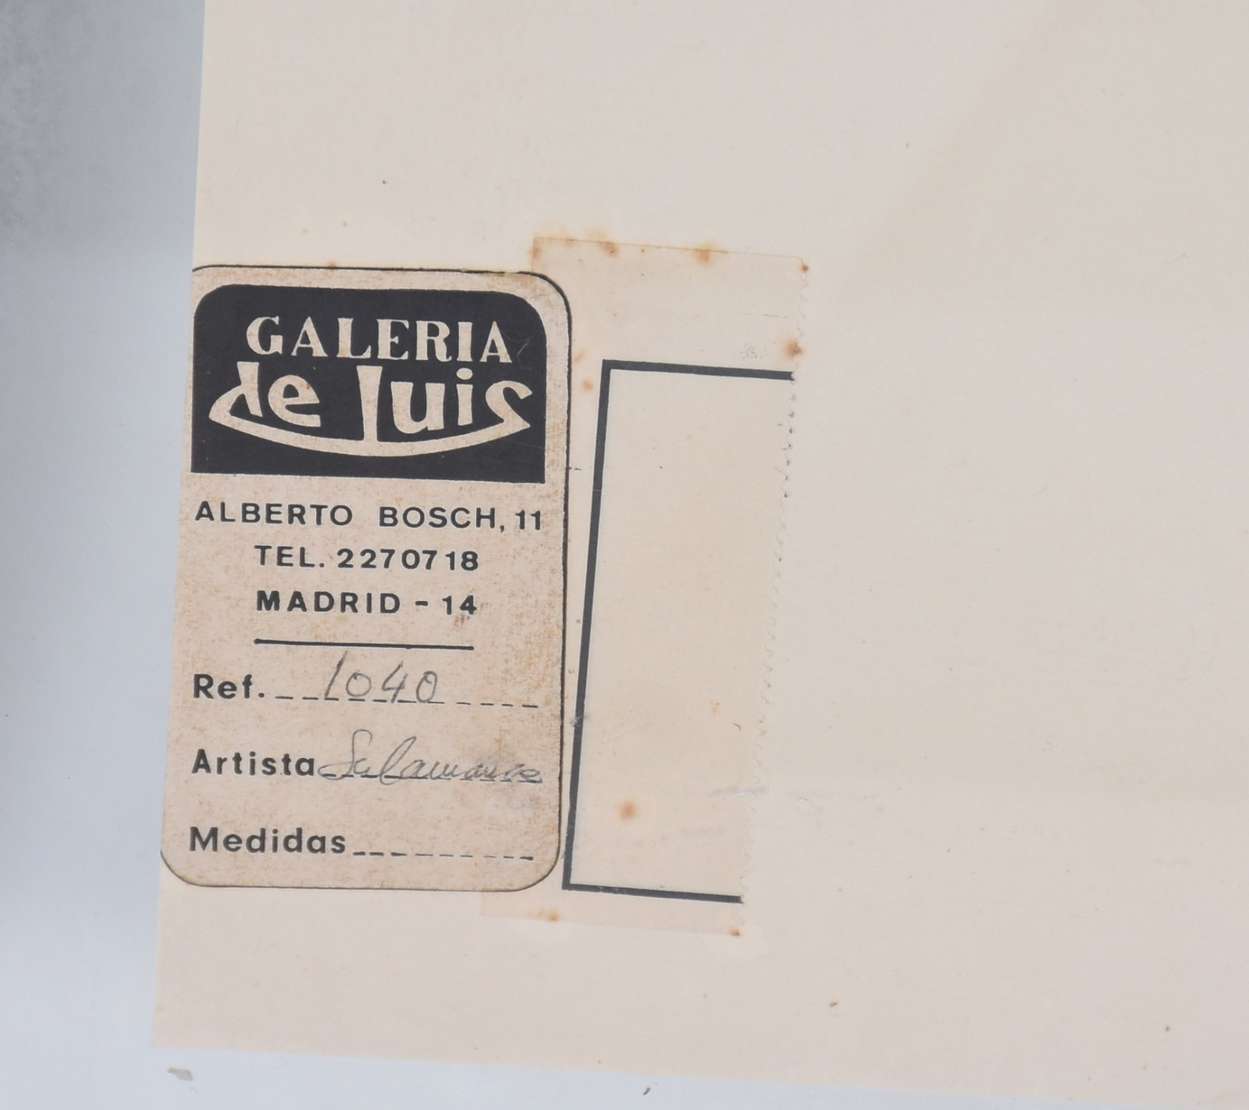 GALERIA
de luis
ALBERTO BOSCH, 11
TEL. 2270718
MADRID - 14
Ref. 1040
Artista Salamanca
Medidas